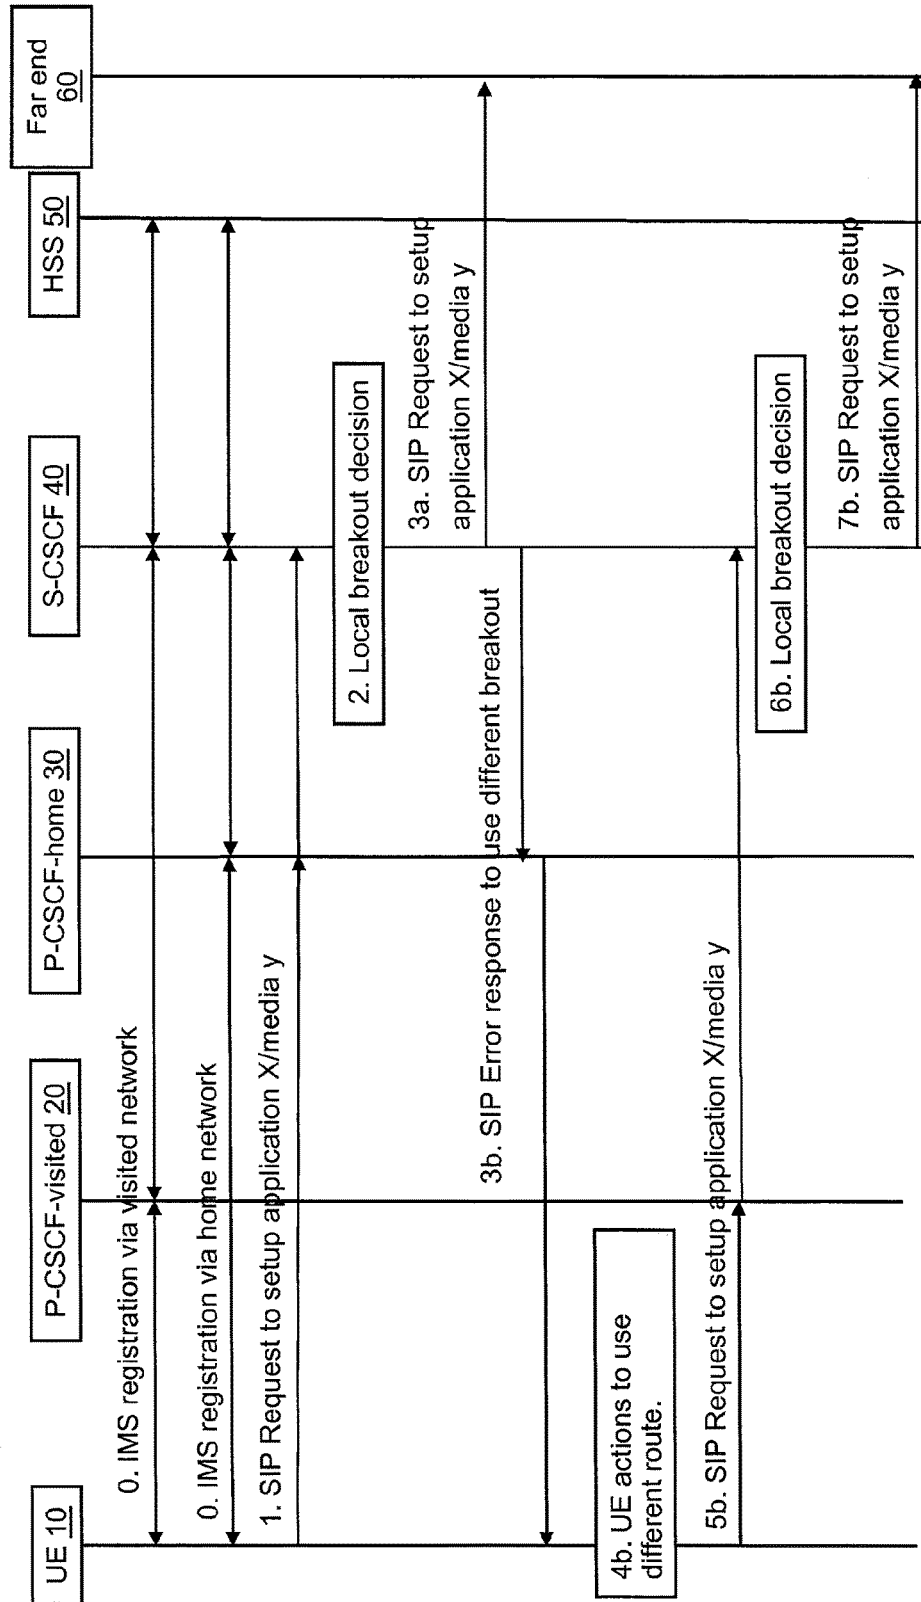 UE 10
P-CSCF-visited 20
P-CSCF-home 30
S-CSCF 40
HSS 50
Far end
60
0. IMS registration via visited network
0. IMS registration via home network
1. SIP Request to setup application X/media y
2. Local breakout decision
3a. SIP Request to setup
application X/media y
3b. SIP Error response to use different breakout
4b. UE actions to use
different route.
5b. SIP Request to setup application X/media y
6b. Local breakout decision
7b. SIP Request to setup
application X/media y